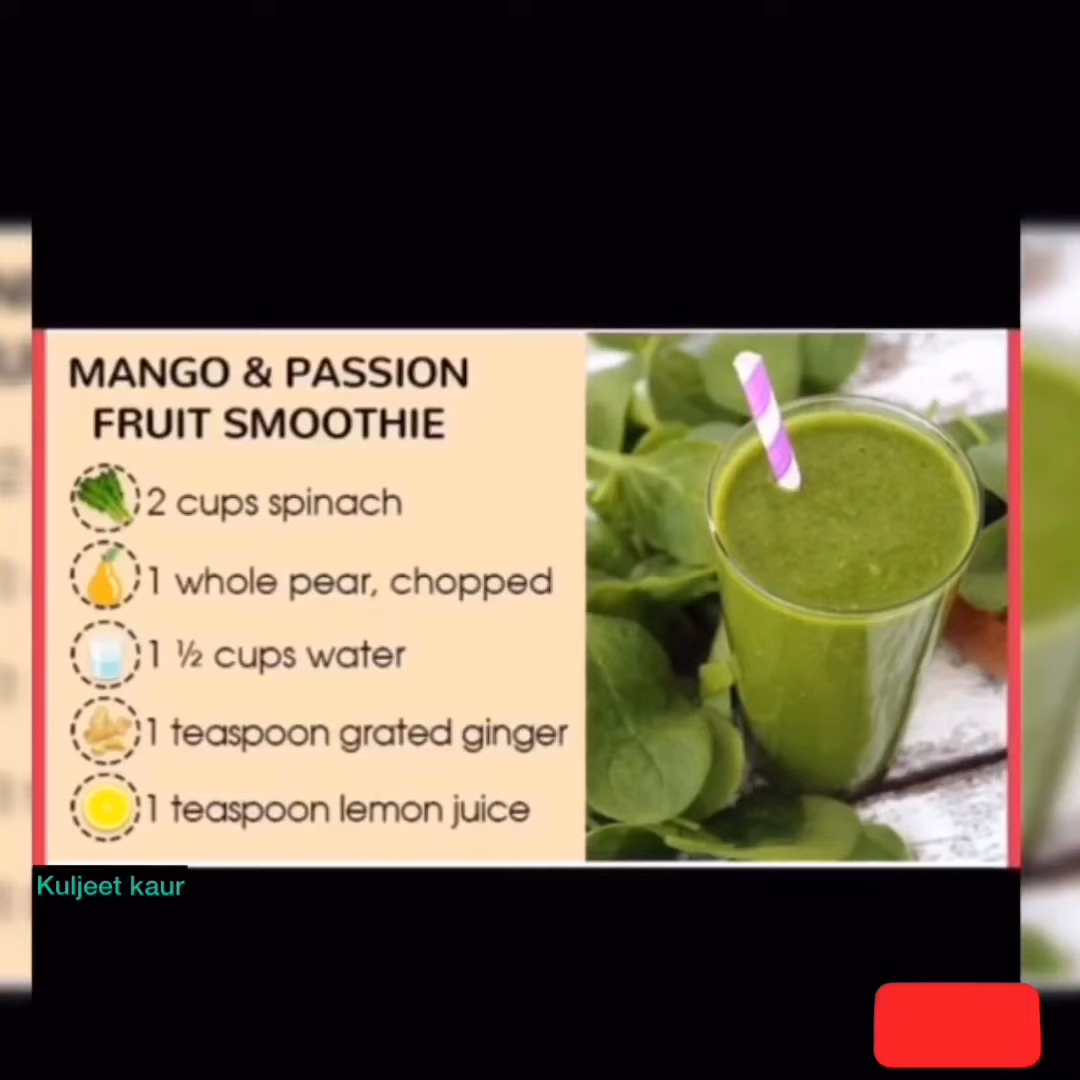 MANGO & PASSION
FRUIT SMOOTHIE
2 cups spinach
1 whole pear, chopped
1 ½ cups water
1 teaspoon grated ginger
1 teaspoon lemon juice
Kuljeet kaur